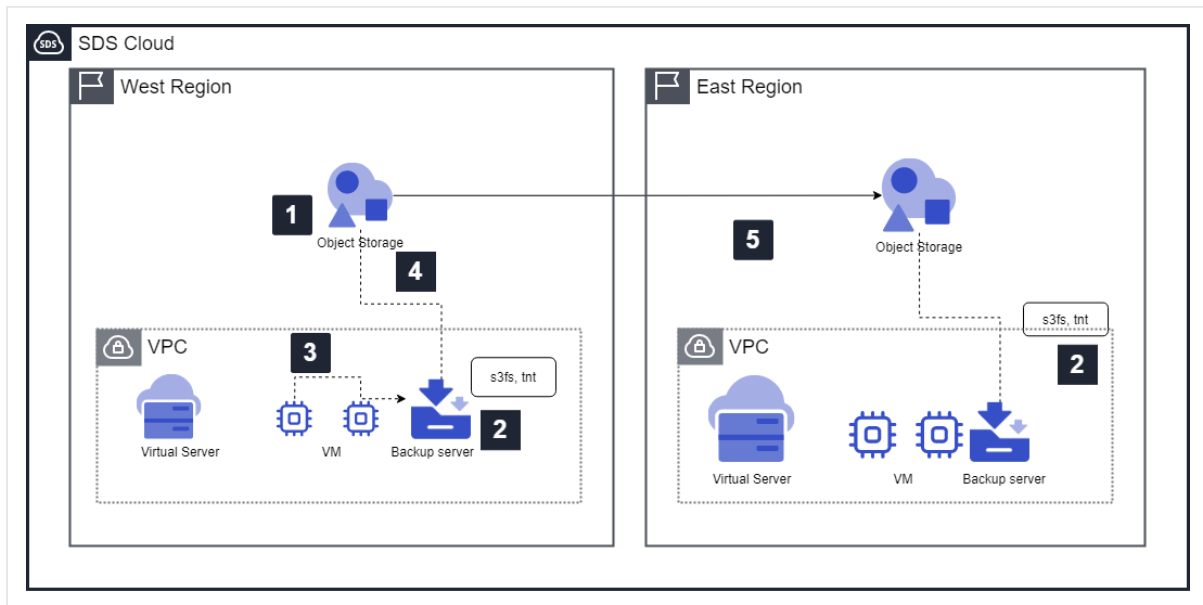 SDS
SDS Cloud
West Region
East Region
1
Object Storage
5
Object Storage
4
s3fs, tnt
VPC
3
VPC
2
s3fs, tnt
2
Virtual Server
VM
Backup server
Virtual Server
VM
Backup server